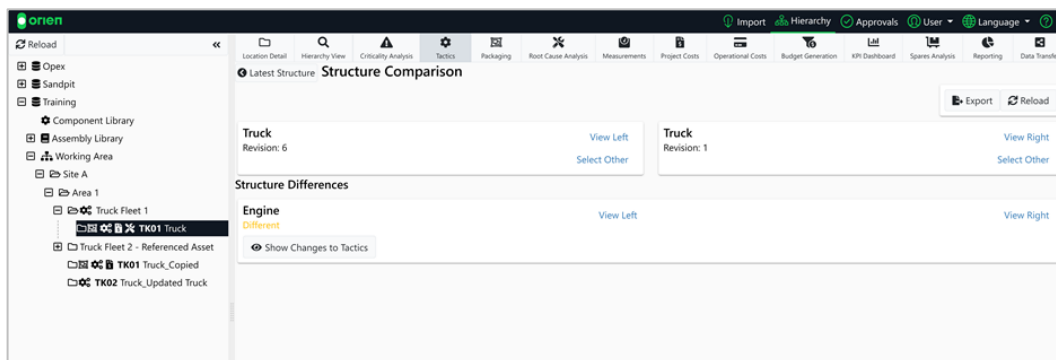 orien
Import Hierarchy Approvals User Language
Reload
Location Detail Hierarchy View Criticality Analysis Tactics Packaging Root Cause Analysis Measurements Project Costs Operational Costs Budget Generation KPI Dashboard Spares Analysis Reporting Data Transfe
Opex
Sandpit
Training
Component Library
Assembly Library
Working Area
Site A
Area 1
Truck Fleet 1
TK01 Truck
Truck Fleet 2 - Referenced Asset
TK01 Truck_Copied
TK02 Truck_Updated Truck
Latest Structure Structure Comparison
Export Reload
Truck
Revision: 6
View Left
Select Other
Truck
Revision: 1
View Right
Select Other
Structure Differences
Engine
Different
View Left
View Right
Show Changes to Tactics